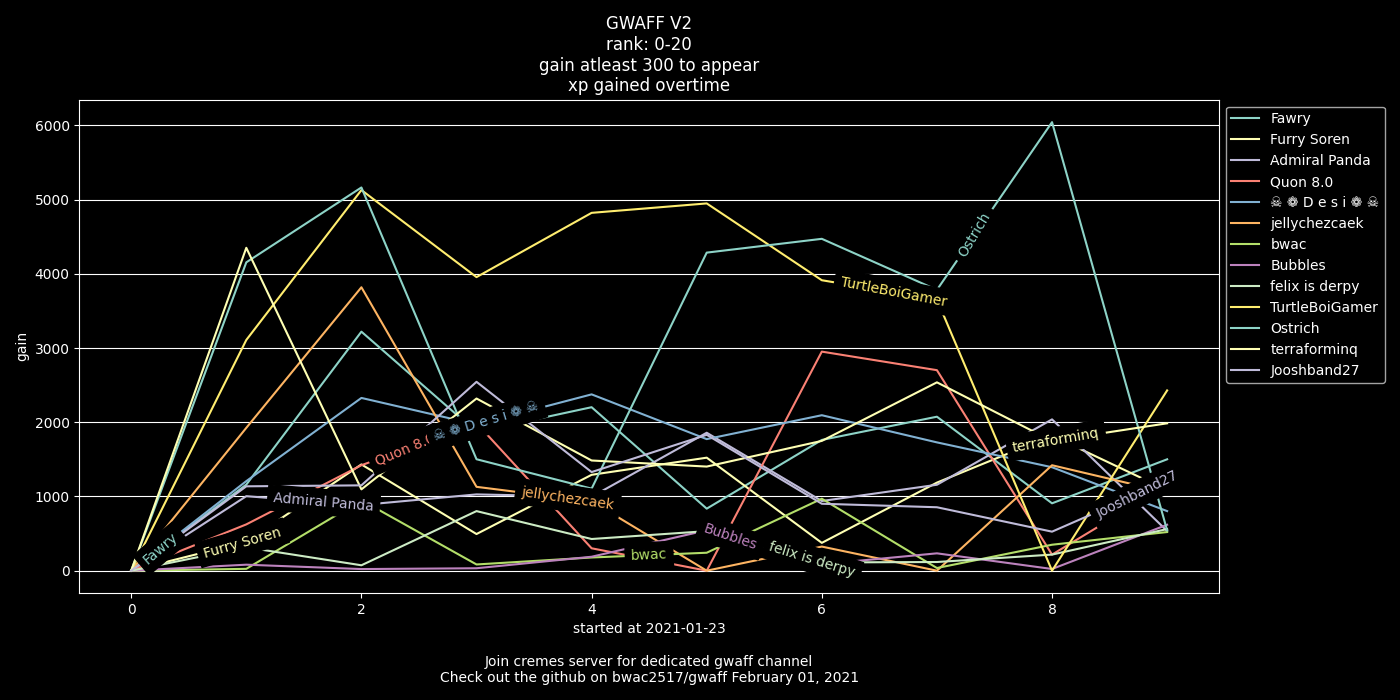 GWAFF V2
rank: 0-20
gain atleast 300 to appear
xp gained overtime
gain
6000
5000
4000
3000
2000
1000
0
Fawry
Furry Soren
Admiral Panda
Quon 8.0
☠ ❁ D e s i ❁ ☠
jellychezcaek
bwac
Bubbles
felix is derpy
TurtleBoiGamer
Ostrich
terraforminq
Jooshband27
Fawry
Furry Soren
Admiral Panda
Quon 8.0
☠ ❁ D e s i ❁ ☠
jellychezcaek
bwac
Bubbles
felix is derpy
TurtleBoiGamer
Ostrich
terraforminq
Jooshband27
0 2 4 6 8
started at 2021-01-23
Join cremes server for dedicated gwaff channel
Check out the github on bwac2517/gwaff February 01, 2021